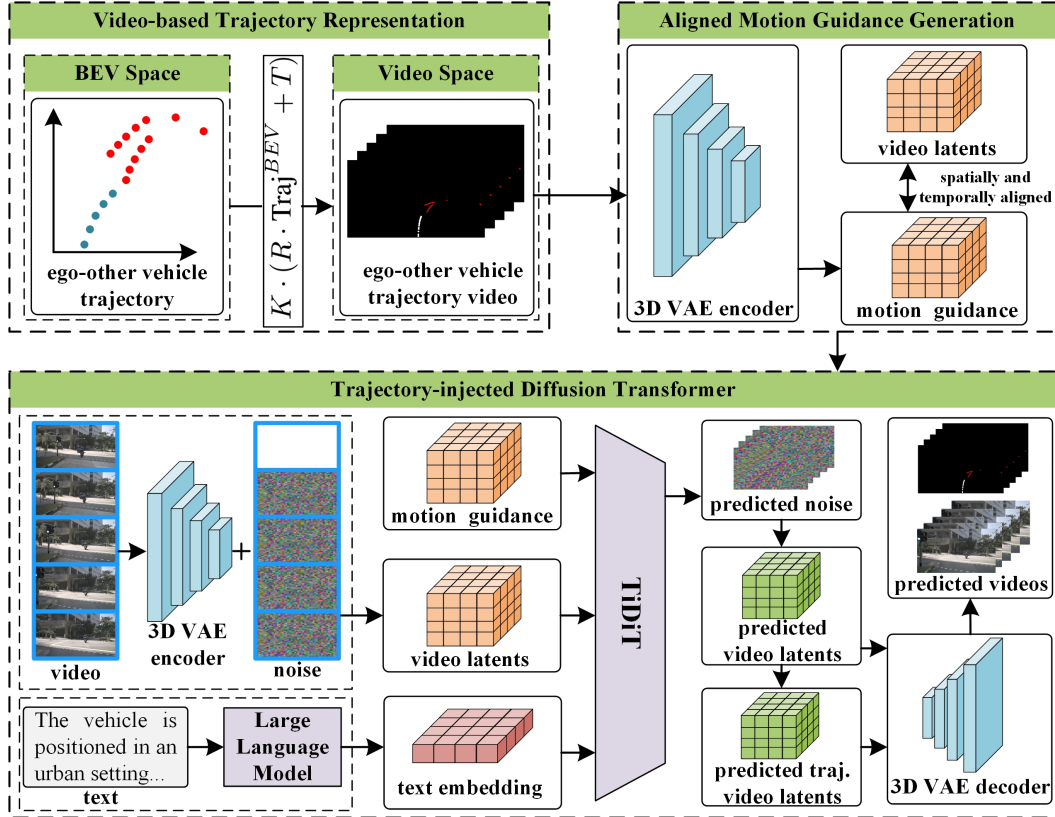 Video-based Trajectory Representation
BEV Space
ego-other vehicle
trajectory
K · (R · Traj^{BEV} + T)
Video Space
ego-other vehicle
trajectory video
Aligned Motion Guidance Generation
3D VAE encoder
video latents
spatially and
temporally aligned
motion guidance
Trajectory-injected Diffusion Transformer
video
3D VAE
encoder
+
noise
The vehicle is
positioned in an
urban setting...
text
Large
Language
Model
motion guidance
video latents
text embedding
TiDiT
predicted noise
predicted
video latents
predicted traj.
video latents
predicted videos
3D VAE decoder